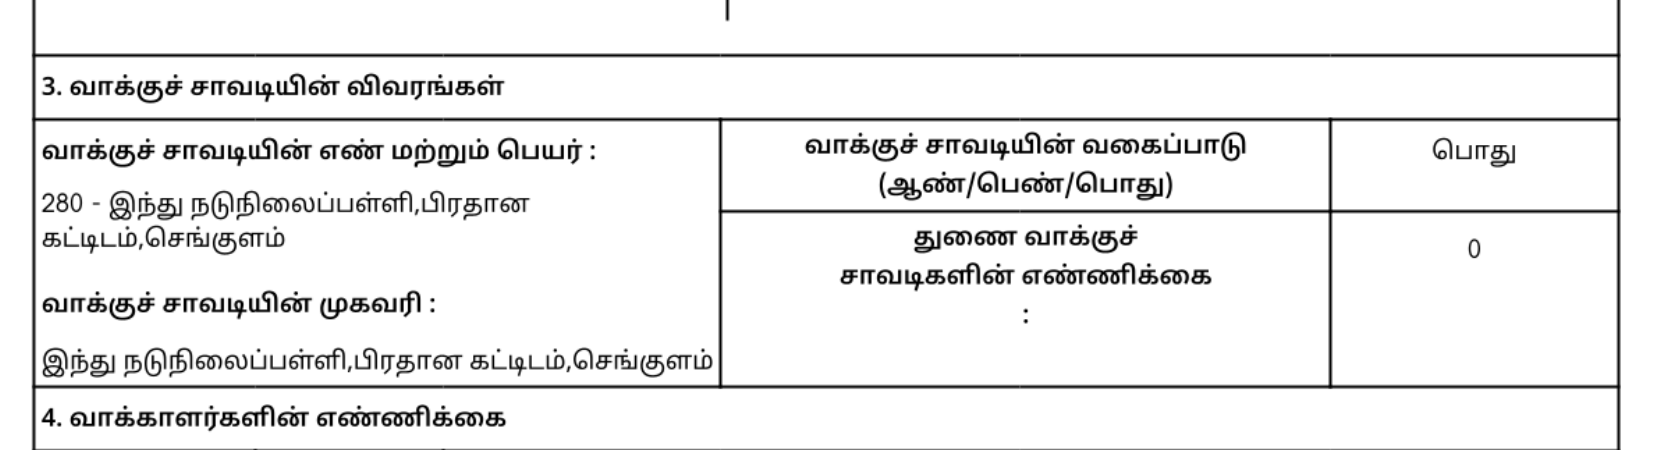 3. வாக்குச் சாவடியின் விவரங்கள்
வாக்குச் சாவடியின் எண் மற்றும் பெயர் :
280 - இந்து நடுநிலைப்பள்ளி,பிரதான
கட்டிடம்,செங்குளம்
வாக்குச் சாவடியின் முகவரி :
இந்து நடுநிலைப்பள்ளி,பிரதான கட்டிடம்,செங்குளம்
வாக்குச் சாவடியின் வகைப்பாடு
(ஆண்/பெண்/பொது)
பொது
துணை வாக்குச்
சாவடிகளின் எண்ணிக்கை
:
0
4. வாக்காளர்களின் எண்ணிக்கை